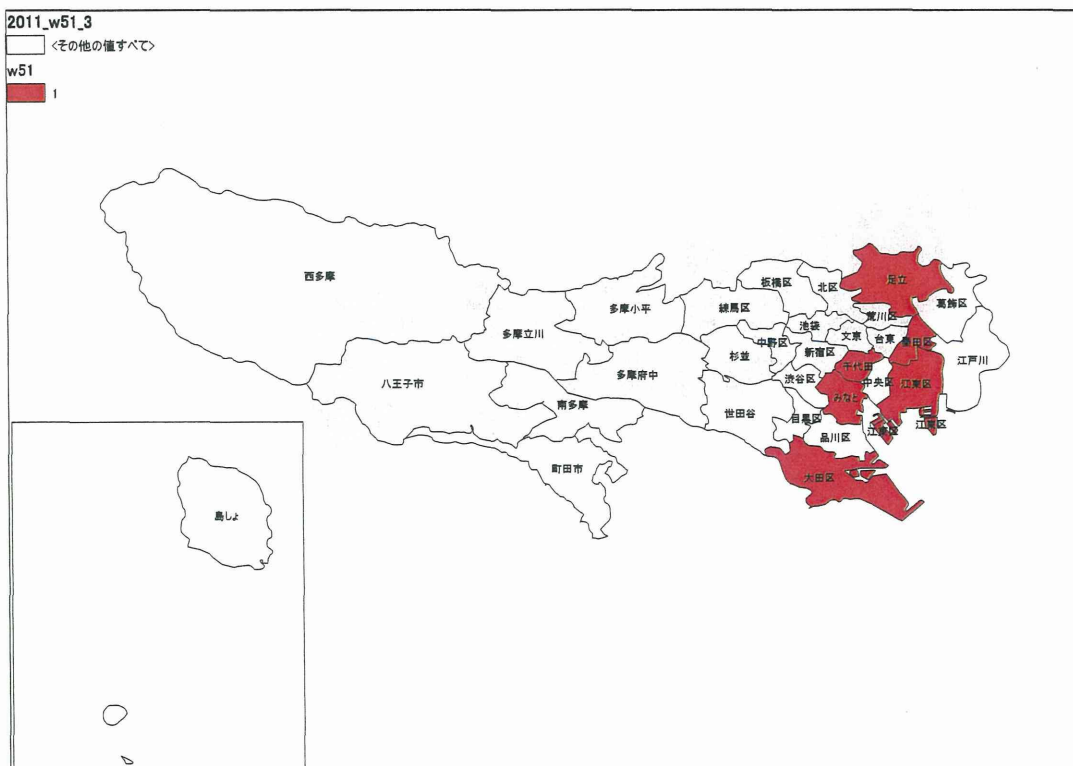 2011_w51_3
<その他の値すべて>
w51
1
西多摩
多摩立川
多摩小平
練馬区
板橋区
北区
足立
葛飾区
荒川区
池袋
文京
台東
墨田区
江戸川
中野区
杉並
新宿区
千代田
中央区
江東区
八王子市
多摩府中
渋谷区
みなと
南多摩
世田谷
目黒区
品川区
江東区
江東区
町田市
大田区
島しょ